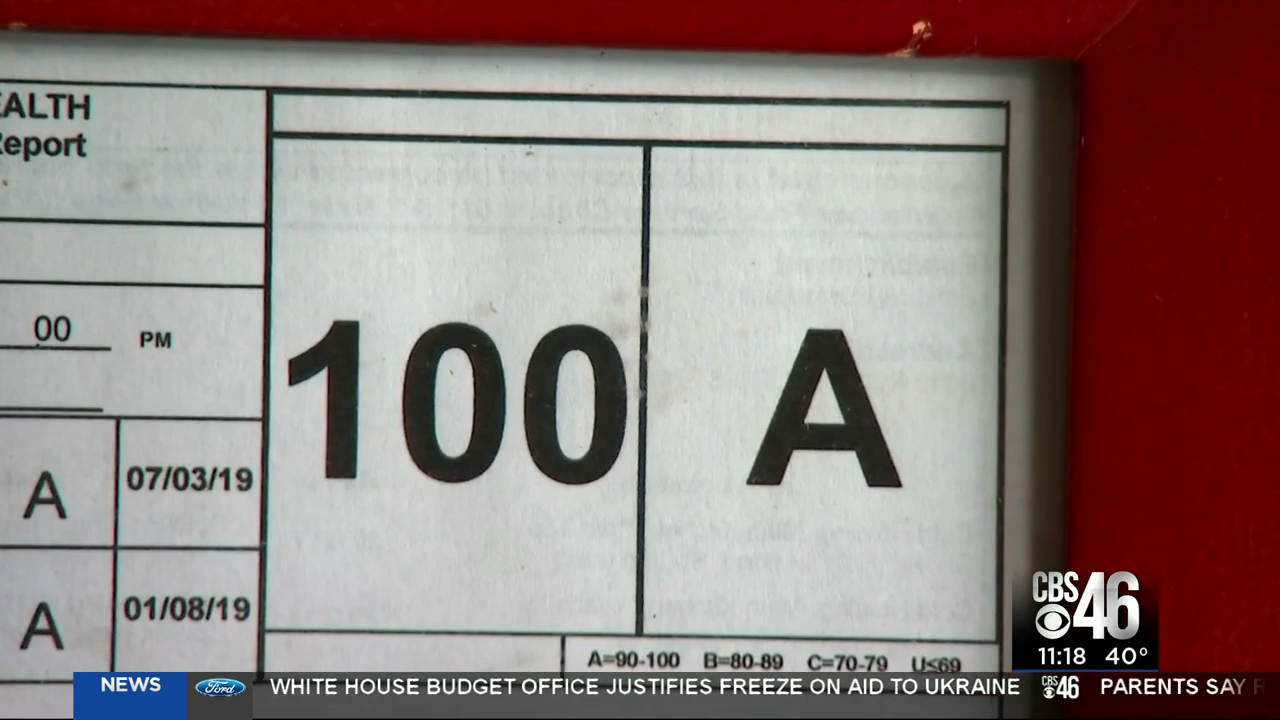 EALTH
Report
00 PM
100 A
A 07/03/19
A 01/08/19
A=90-100 B=80-89 C=70-79 U≤69
CBS 46
11:18 40°
NEWS Ford WHITE HOUSE BUDGET OFFICE JUSTIFIES FREEZE ON AID TO UKRAINE CBS 46 PARENTS SAY